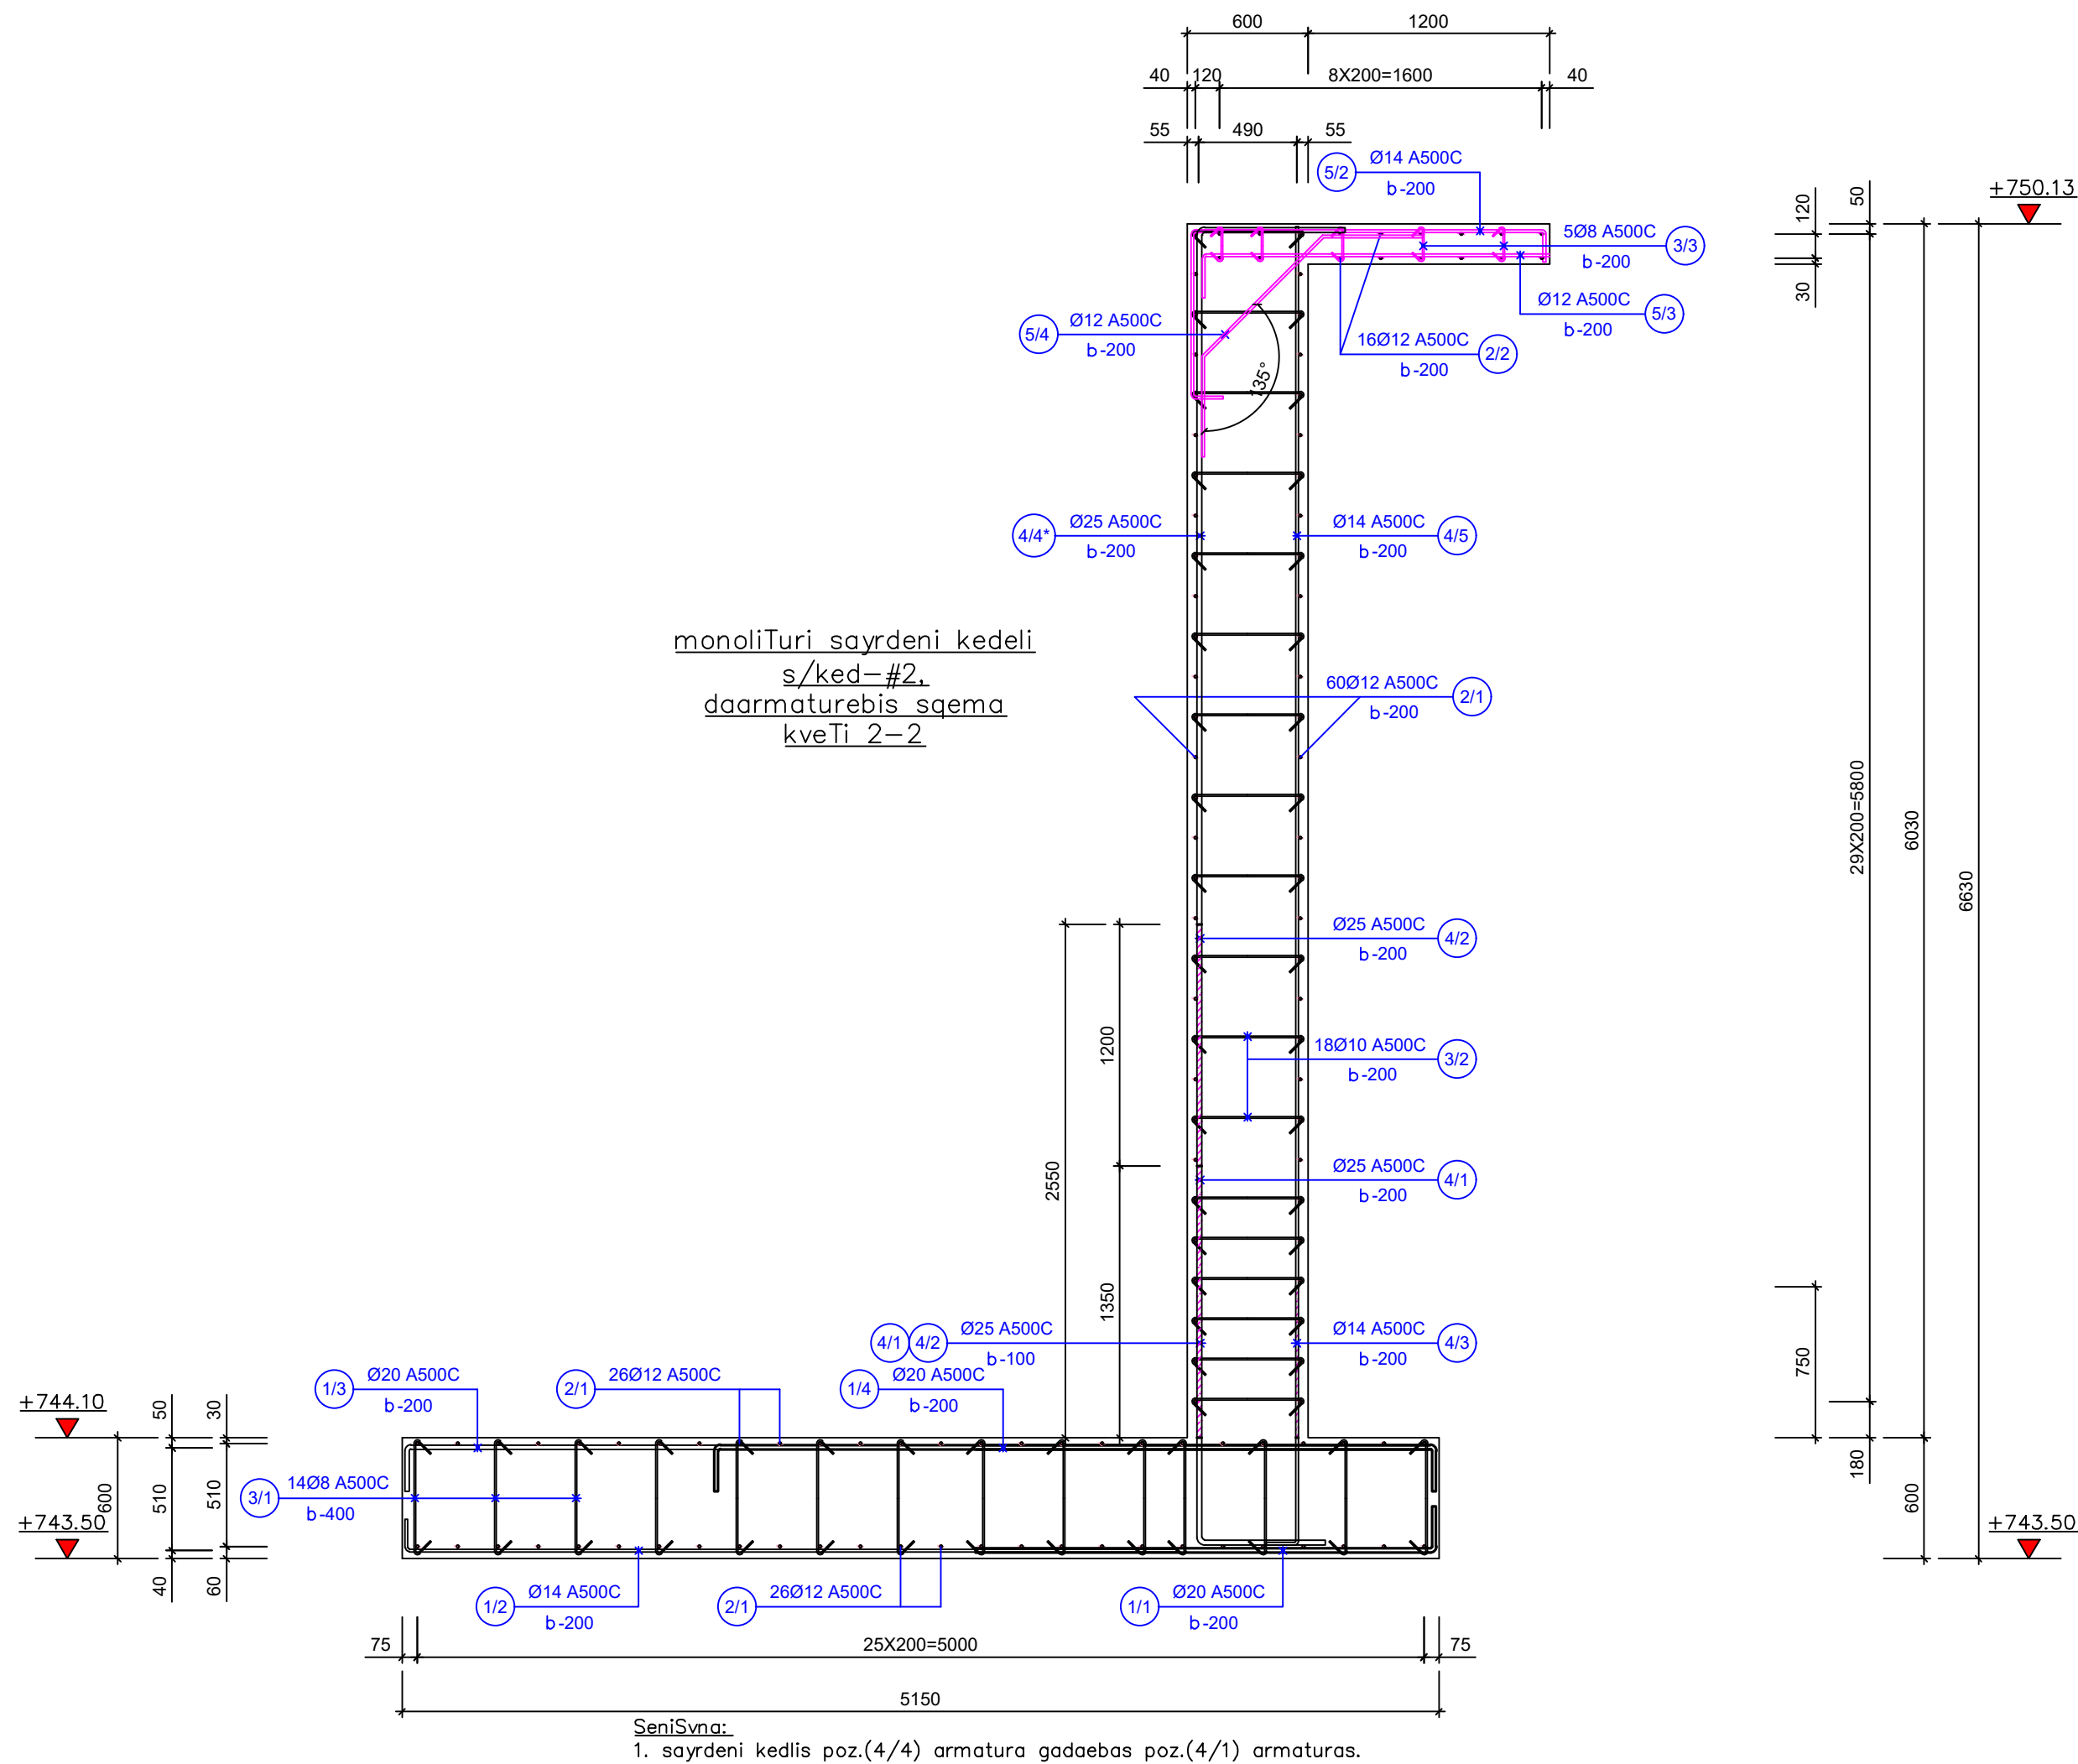 600 1200
40 120 8X200=1600 40
55 490 55
5/2 Ø14 A500C
b-200
+750.13
120 50
5Ø8 A500C 3/3
b-200
30
Ø12 A500C 5/3
b-200
5/4 Ø12 A500C
b-200
16Ø12 A500C 2/2
b-200
135°
4/4* Ø25 A500C
b-200
Ø14 A500C 4/5
b-200
monoliTuri sayrdeni kedeli
s/ked-#2,
daarmaturebis sqema
kveTi 2-2
60Ø12 A500C 2/1
b-200
29X200=5800
6030
6630
Ø25 A500C 4/2
b-200
1200
18Ø10 A500C 3/2
b-200
2550
Ø25 A500C 4/1
b-200
1350
4/1 4/2 Ø25 A500C
b-100
Ø14 A500C 4/3
b-200
750
1/3 Ø20 A500C
b-200
2/1 26Ø12 A500C
1/4 Ø20 A500C
b-200
+744.10
50 30
180
3/1 14Ø8 A500C
b-400
600 510 510
600
+743.50
+743.50
40 60
1/2 Ø14 A500C
b-200
2/1 26Ø12 A500C
1/1 Ø20 A500C
b-200
75 25X200=5000 75
5150
SeniSvna:
1. sayrdeni kedlis poz.(4/4) armatura gadaebas poz.(4/1) armaturas.